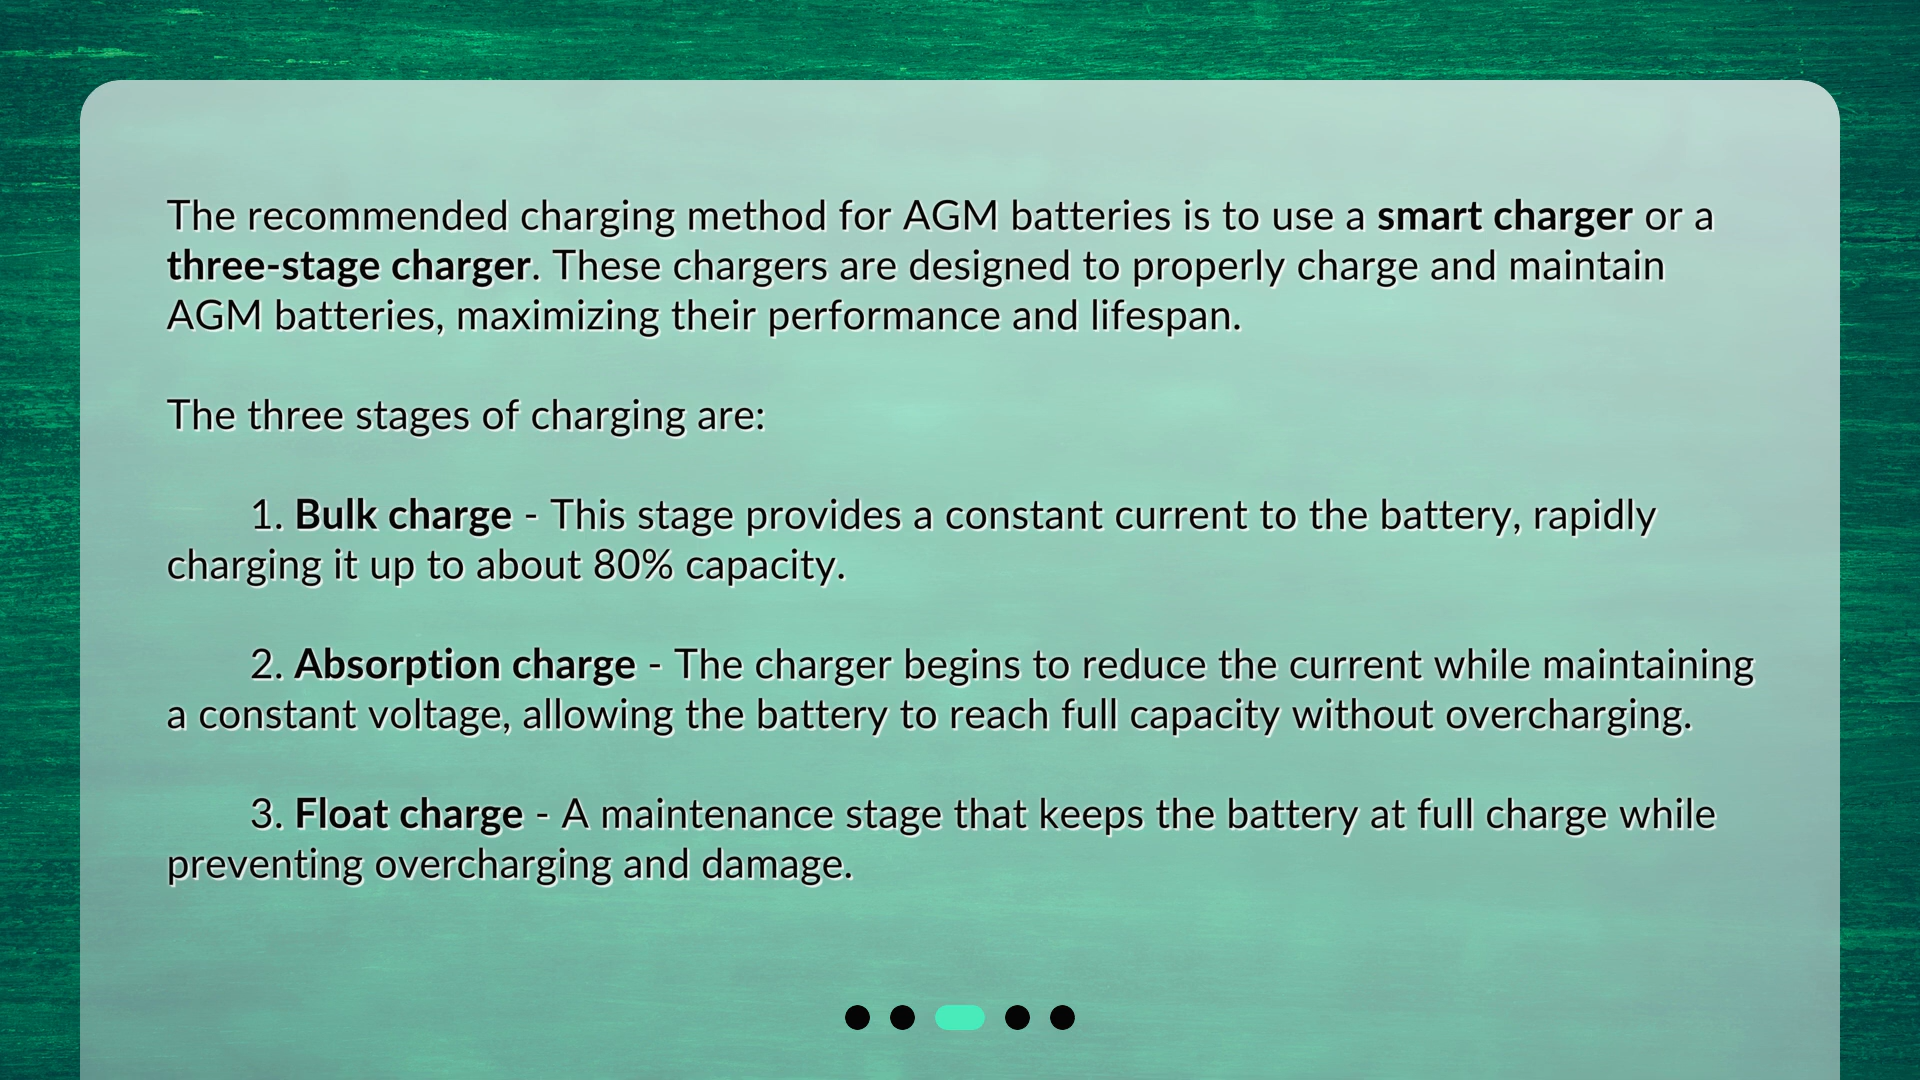 The recommended charging method for AGM batteries is to use a smart charger or a
three-stage charger. These chargers are designed to properly charge and maintain
AGM batteries, maximizing their performance and lifespan.
The three stages of charging are:
1. Bulk charge - This stage provides a constant current to the battery, rapidly
charging it up to about 80% capacity.
2. Absorption charge - The charger begins to reduce the current while maintaining
a constant voltage, allowing the battery to reach full capacity without overcharging.
3. Float charge - A maintenance stage that keeps the battery at full charge while
preventing overcharging and damage.